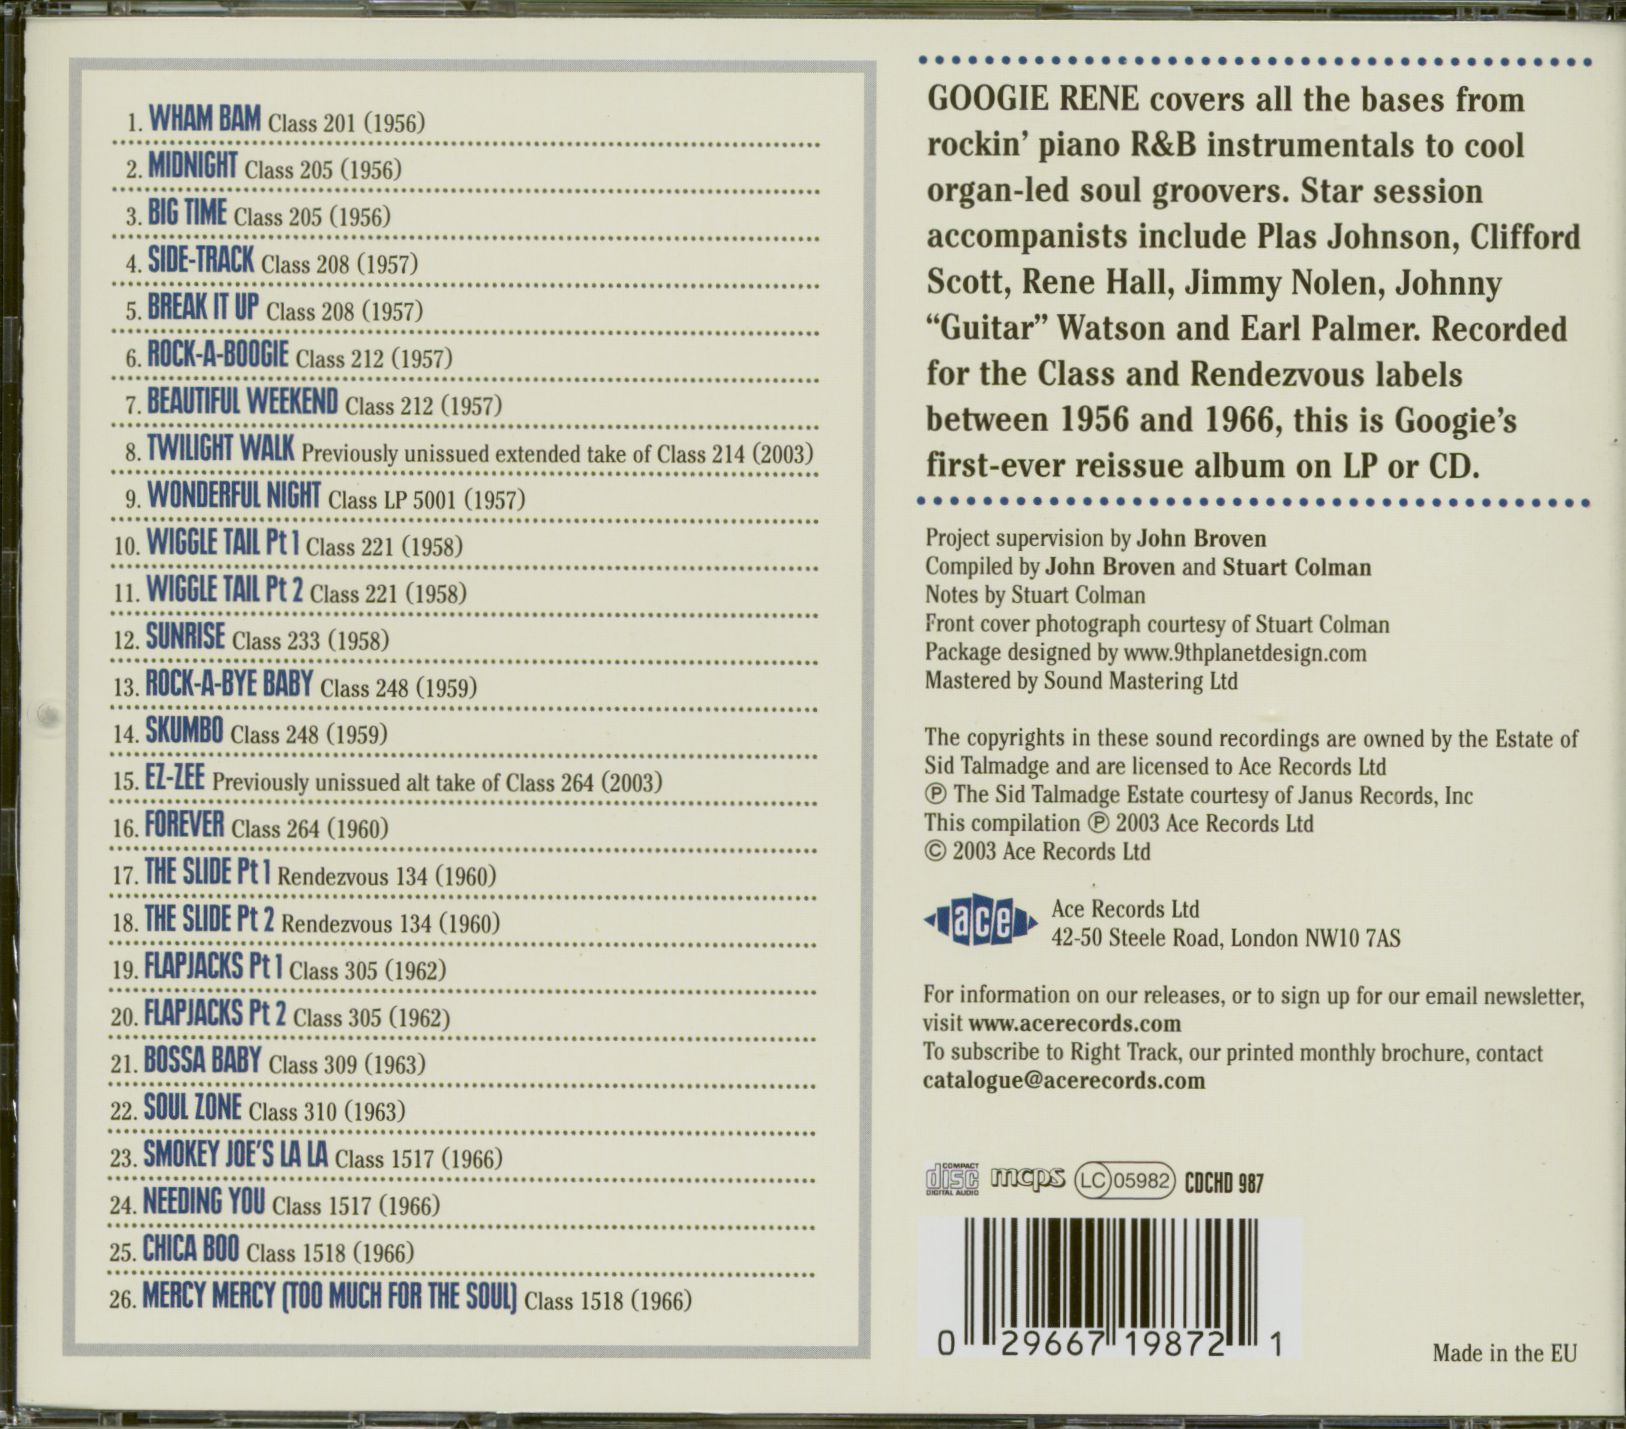 1. WHAM BAM Class 201 (1956)
2. MIDNIGHT Class 205 (1956)
3. BIG TIME Class 205 (1956)
4. SIDE-TRACK Class 208 (1957)
5. BREAK IT UP Class 208 (1957)
6. ROCK-A-BOOGIE Class 212 (1957)
7. BEAUTIFUL WEEKEND Class 212 (1957)
8. TWILIGHT WALK Previously unissued extended take of Class 214 (2003)
9. WONDERFUL NIGHT Class LP 5001 (1957)
10. WIGGLE TAIL Pt 1 Class 221 (1958)
11. WIGGLE TAIL Pt 2 Class 221 (1958)
12. SUNRISE Class 233 (1958)
13. ROCK-A-BYE BABY Class 248 (1959)
14. SKUMBO Class 248 (1959)
15. EZ-ZEE Previously unissued alt take of Class 264 (2003)
16. FOREVER Class 264 (1960)
17. THE SLIDE Pt 1 Rendezvous 134 (1960)
18. THE SLIDE Pt 2 Rendezvous 134 (1960)
19. FLAPJACKS Pt 1 Class 305 (1962)
20. FLAPJACKS Pt 2 Class 305 (1962)
21. BOSSA BABY Class 309 (1963)
22. SOUL ZONE Class 310 (1963)
23. SMOKEY JOE'S LA LA Class 1517 (1966)
24. NEEDING YOU Class 1517 (1966)
25. CHICA BOO Class 1518 (1966)
26. MERCY MERCY (TOO MUCH FOR THE SOUL) Class 1518 (1966)
GOOGIE RENE covers all the bases from
rockin' piano R&B instrumentals to cool
organ-led soul groovers. Star session
accompanists include Plas Johnson, Clifford
Scott, Rene Hall, Jimmy Nolen, Johnny
“Guitar” Watson and Earl Palmer. Recorded
for the Class and Rendezvous labels
between 1956 and 1966, this is Googie's
first-ever reissue album on LP or CD.
Project supervision by John Broven
Compiled by John Broven and Stuart Colman
Notes by Stuart Colman
Front cover photograph courtesy of Stuart Colman
Package designed by www.9thplanetdesign.com
Mastered by Sound Mastering Ltd
The copyrights in these sound recordings are owned by the Estate of
Sid Talmadge and are licensed to Ace Records Ltd
℗ The Sid Talmadge Estate courtesy of Janus Records, Inc
This compilation ℗ 2003 Ace Records Ltd
© 2003 Ace Records Ltd
ace
Ace Records Ltd
42-50 Steele Road, London NW10 7AS
For information on our releases, or to sign up for our email newsletter,
visit www.acerecords.com
To subscribe to Right Track, our printed monthly brochure, contact
catalogue@acerecords.com
COMPACT disc DIGITAL AUDIO mcps LC 05982 CDCHD 987
0 29667 19872 1
Made in the EU